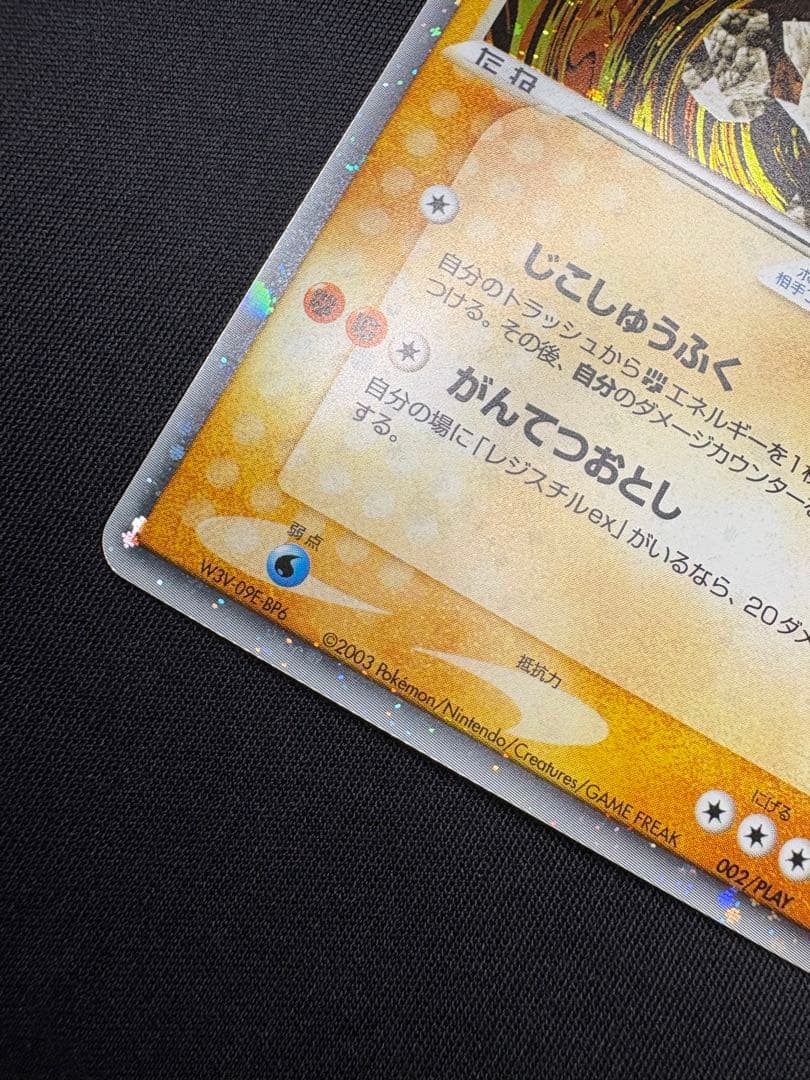 たね
相手
じこしゅうふく
自分のトラッシュからエネルギーを1
つける。その後、自分のダメージカウンター
がんてつおとし
自分の場に「レジスチルex」がいるなら、20ダメ
する。
弱点
W3V-09E-BP6
抵抗力
©2003 Pokémon/Nintendo/Creatures/GAME FREAK
にげる
002/PLAY